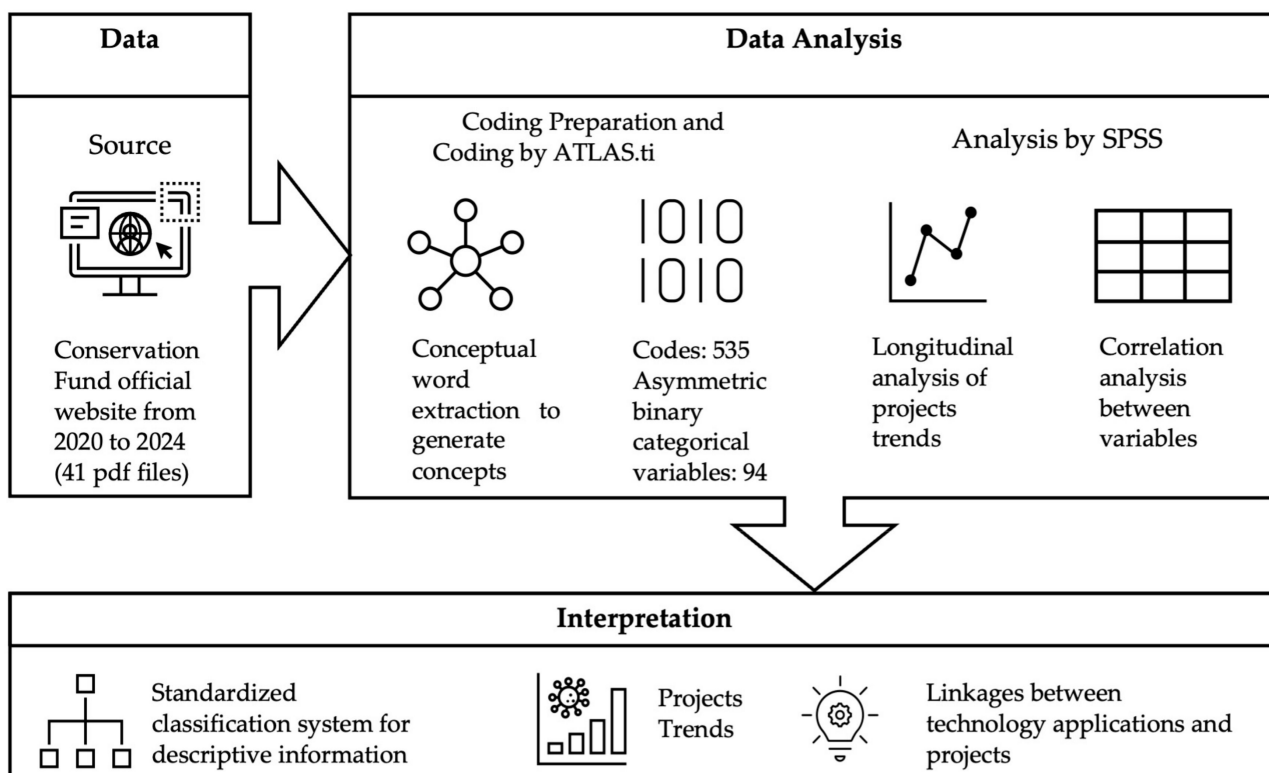 Data
Data Analysis
Source
Coding Preparation and
Coding by ATLAS.ti
Analysis by SPSS
Conservation
Fund official
website from
2020 to 2024
(41 pdf files)
Conceptual
word
extraction to
generate
concepts
Codes: 535
Asymmetric
binary
categorical
variables: 94
Longitudinal
analysis of
projects
trends
Correlation
analysis
between
variables
Interpretation
Standardized
classification system for
descriptive information
Projects
Trends
Linkages between
technology applications and
projects